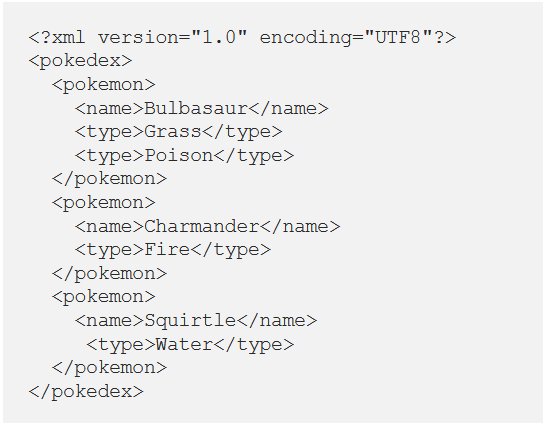 <?xml version="1.0" encoding="UTF8"?>
<pokedex>
  <pokemon>
    <name>Bulbasaur</name>
    <type>Grass</type>
    <type>Poison</type>
  </pokemon>
  <pokemon>
    <name>Charmander</name>
    <type>Fire</type>
  </pokemon>
  <pokemon>
    <name>Squirtle</name>
     <type>Water</type>
  </pokemon>
</pokedex>